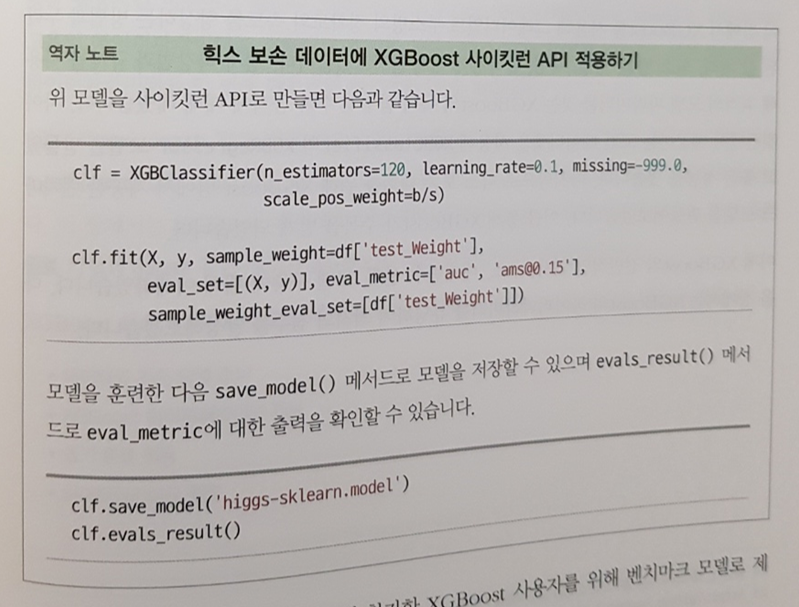 역자 노트 힉스 보손 데이터에 XGBoost 사이킷런 API 적용하기
위 모델을 사이킷런 API로 만들면 다음과 같습니다.
clf = XGBClassifier(n_estimators=120, learning_rate=0.1, missing=-999.0,
scale_pos_weight=b/s)
clf.fit(X, y, sample_weight=df['test_Weight'],
eval_set=[(X, y)], eval_metric=['auc', 'ams@0.15'],
sample_weight_eval_set=[df['test_Weight']])
모델을 훈련한 다음 save_model() 메서드로 모델을 저장할 수 있으며 evals_result() 메서
드로 eval_metric에 대한 출력을 확인할 수 있습니다.
clf.save_model('higgs-sklearn.model')
clf.evals_result()
XGBoost 사용자를 위해 벤치마크 모델로 제